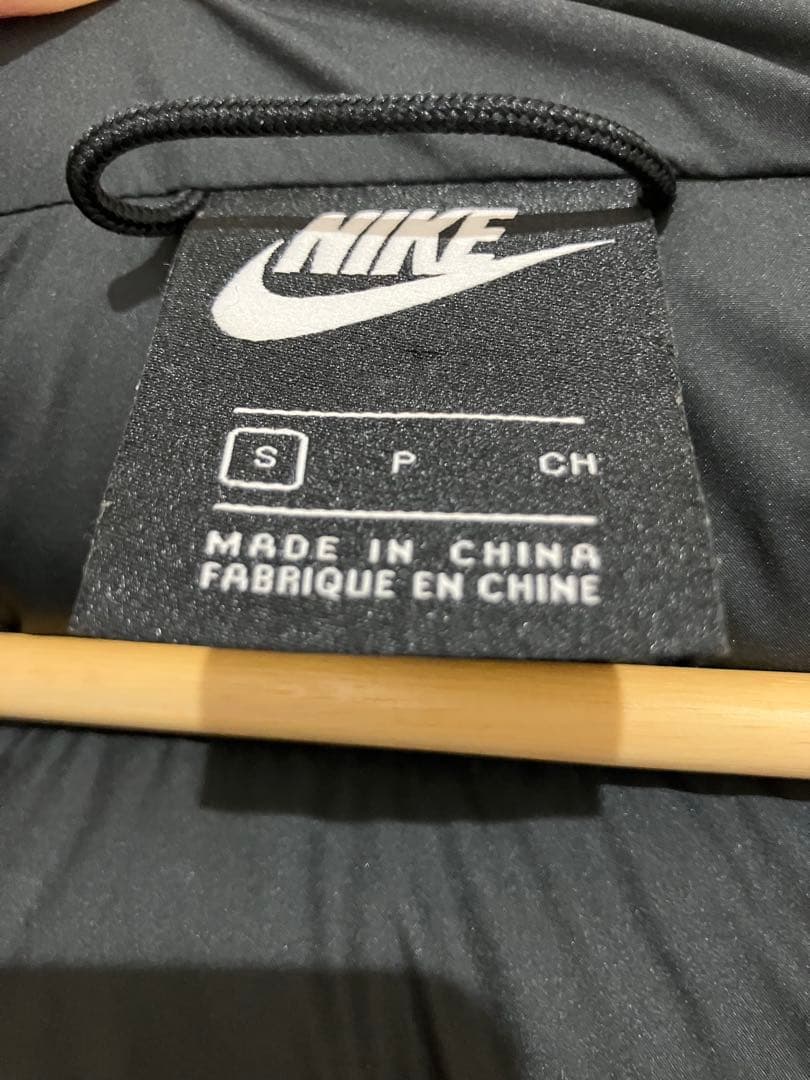 NIKE
S P CH
MADE IN CHINA
FABRIQUE EN CHINE